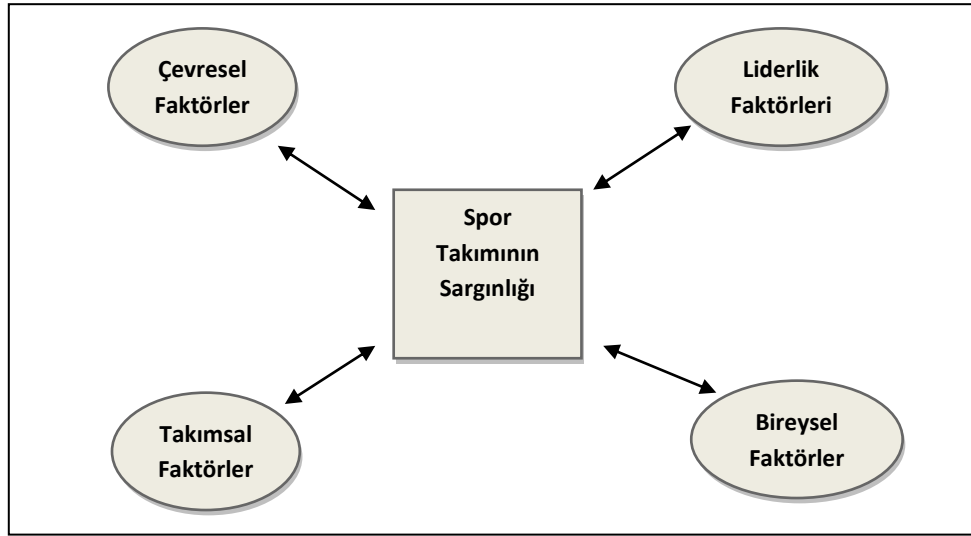 Çevresel
Faktörler
Liderlik
Faktörleri
Spor
Takımının
Sargınlığı
Takımsal
Faktörler
Bireysel
Faktörler